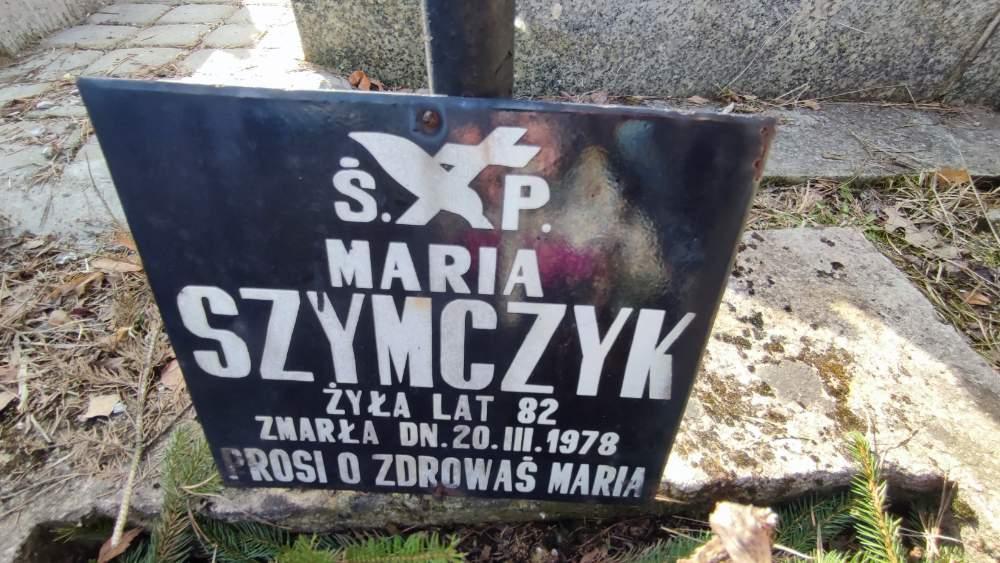 Ś. P.
MARIA
SZYMCZYK
ŻYŁA LAT 82
ZMARŁA DN. 20.III.1978
PROSI O ZDROWAŚ MARIA